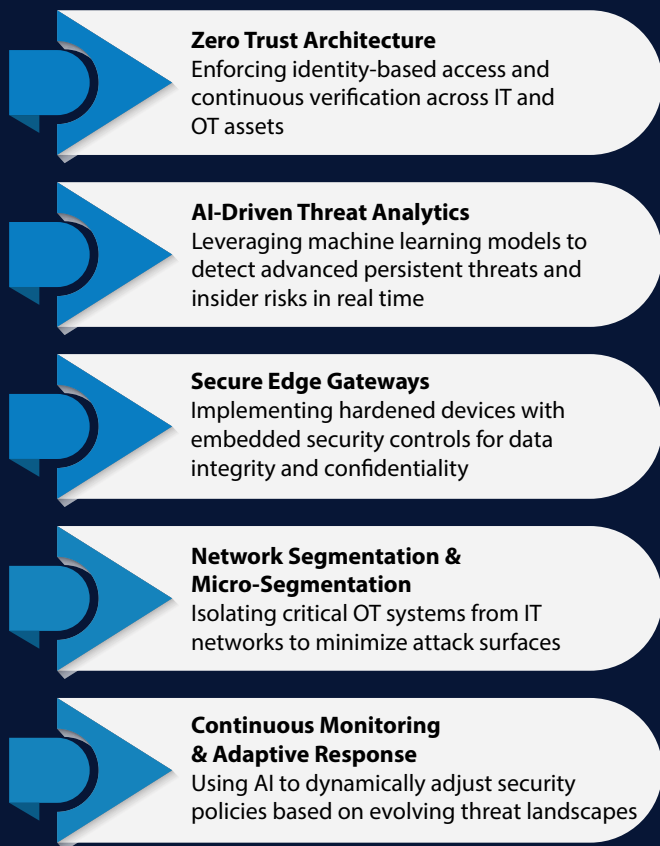 Zero Trust Architecture
Enforcing identity-based access and
continuous verification across IT and
OT assets
AI-Driven Threat Analytics
Leveraging machine learning models to
detect advanced persistent threats and
insider risks in real time
Secure Edge Gateways
Implementing hardened devices with
embedded security controls for data
integrity and confidentiality
Network Segmentation &
Micro-Segmentation
Isolating critical OT systems from IT
networks to minimize attack surfaces
Continuous Monitoring
& Adaptive Response
Using AI to dynamically adjust security
policies based on evolving threat landscapes